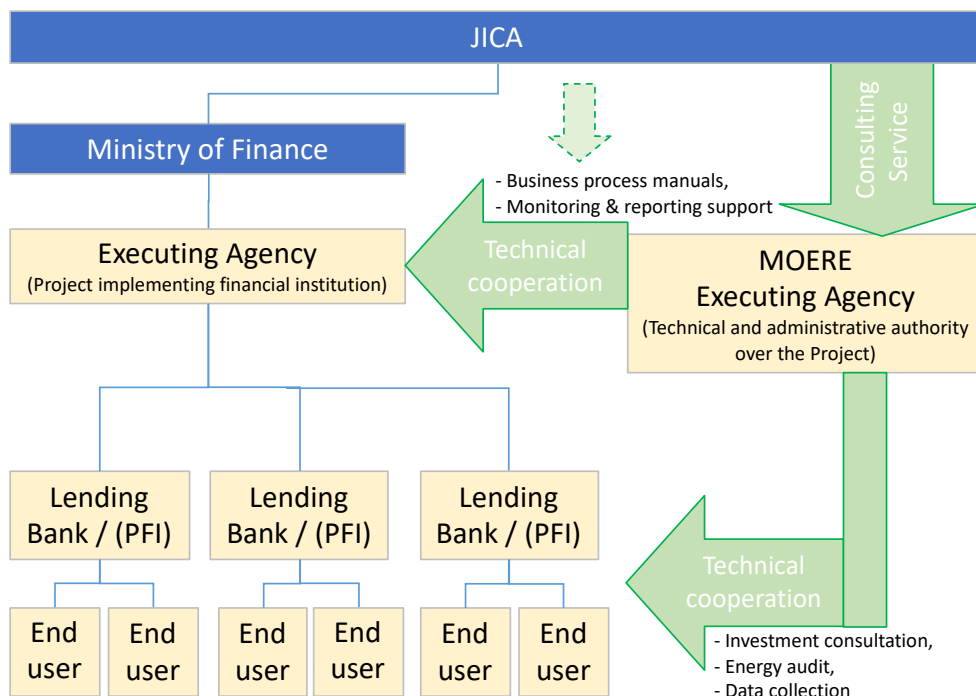 JICA
Ministry of Finance
Consulting
Service
- Business process manuals,
- Monitoring & reporting support
Executing Agency
(Project implementing financial institution)
Technical
cooperation
MOERE
Executing Agency
(Technical and administrative authority
over the Project)
Lending
Bank / (PFI)
Lending
Bank / (PFI)
Lending
Bank / (PFI)
Technical
cooperation
End
user
End
user
End
user
End
user
End
user
End
user
- Investment consultation,
- Energy audit,
- Data collection